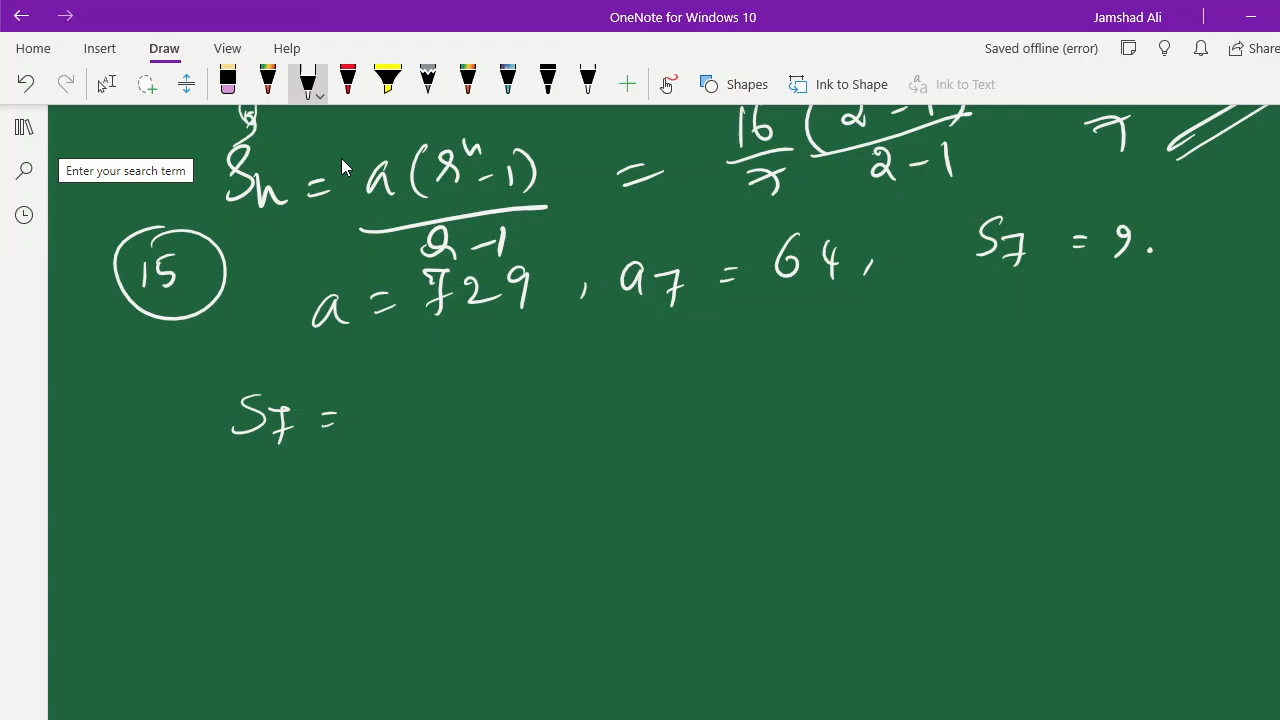 OneNote for Windows 10
Jamshad Ali
Home Insert Draw View Help
Saved offline (error)
Share
Shapes
Ink to Shape
Ink to Text
Enter your search term
Sn = a(r^n - 1) / r - 1 = 16/7 (2 - 1) / 2 - 1
7
15
a = 729 , a7 = 64 , S7 = ? .
S7 =